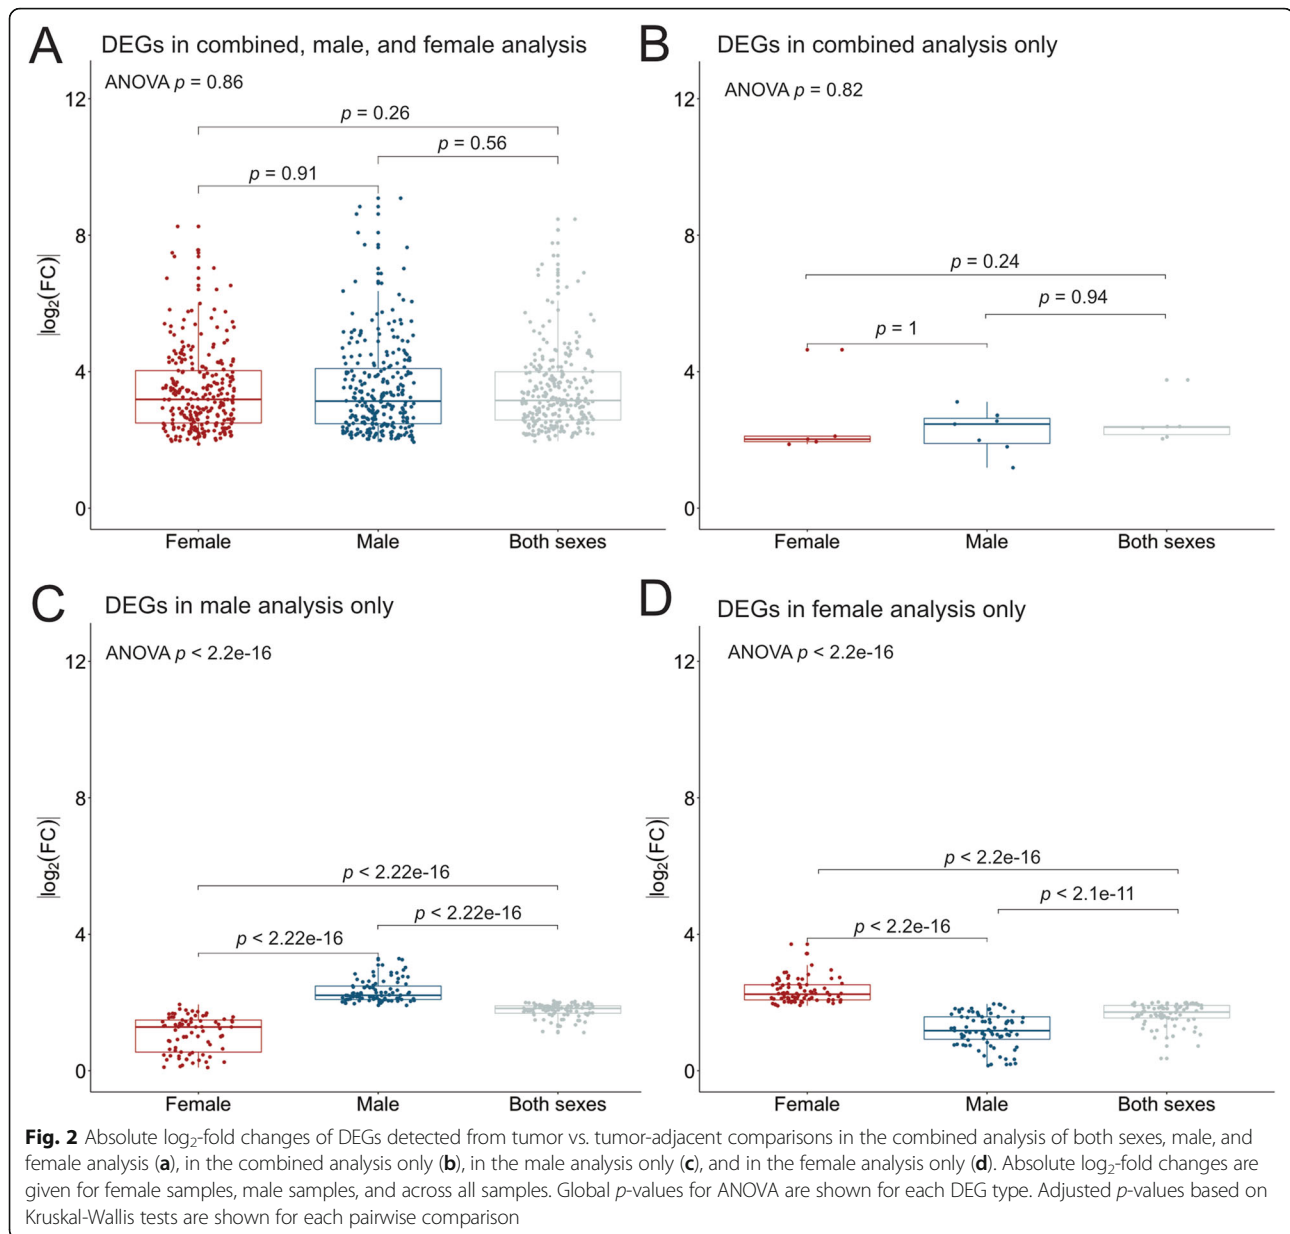 A
DEGs in combined, male, and female analysis
ANOVA p = 0.86
12
8
4
0
|log2(FC)|
p = 0.26
p = 0.56
p = 0.91
Female
Male
Both sexes
B
DEGs in combined analysis only
ANOVA p = 0.82
12
8
4
0
p = 0.24
p = 0.94
p = 1
Female
Male
Both sexes
C
DEGs in male analysis only
ANOVA p < 2.2e-16
12
8
4
0
|log2(FC)|
p < 2.22e-16
p < 2.22e-16
p < 2.22e-16
Female
Male
Both sexes
D
DEGs in female analysis only
ANOVA p < 2.2e-16
12
8
4
0
|log2(FC)|
p < 2.2e-16
p < 2.1e-11
p < 2.2e-16
Female
Male
Both sexes
Fig. 2 Absolute log2-fold changes of DEGs detected from tumor vs. tumor-adjacent comparisons in the combined analysis of both sexes, male, and
female analysis (a), in the combined analysis only (b), in the male analysis only (c), and in the female analysis only (d). Absolute log2-fold changes are
given for female samples, male samples, and across all samples. Global p-values for ANOVA are shown for each DEG type. Adjusted p-values based on
Kruskal-Wallis tests are shown for each pairwise comparison